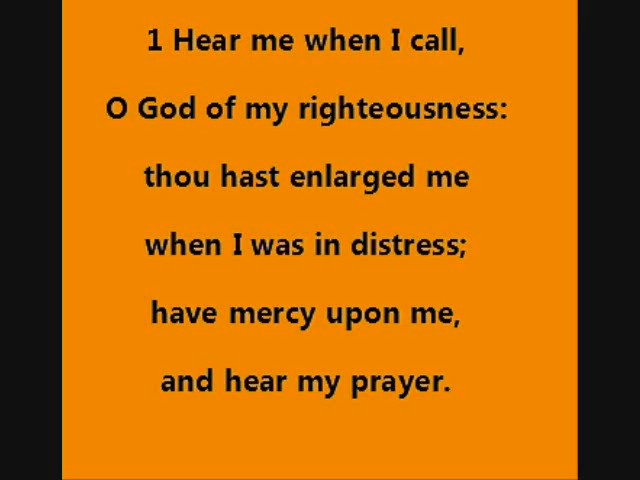 1 Hear me when I call,
O God of my righteousness:
thou hast enlarged me
when I was in distress;
have mercy upon me,
and hear my prayer.